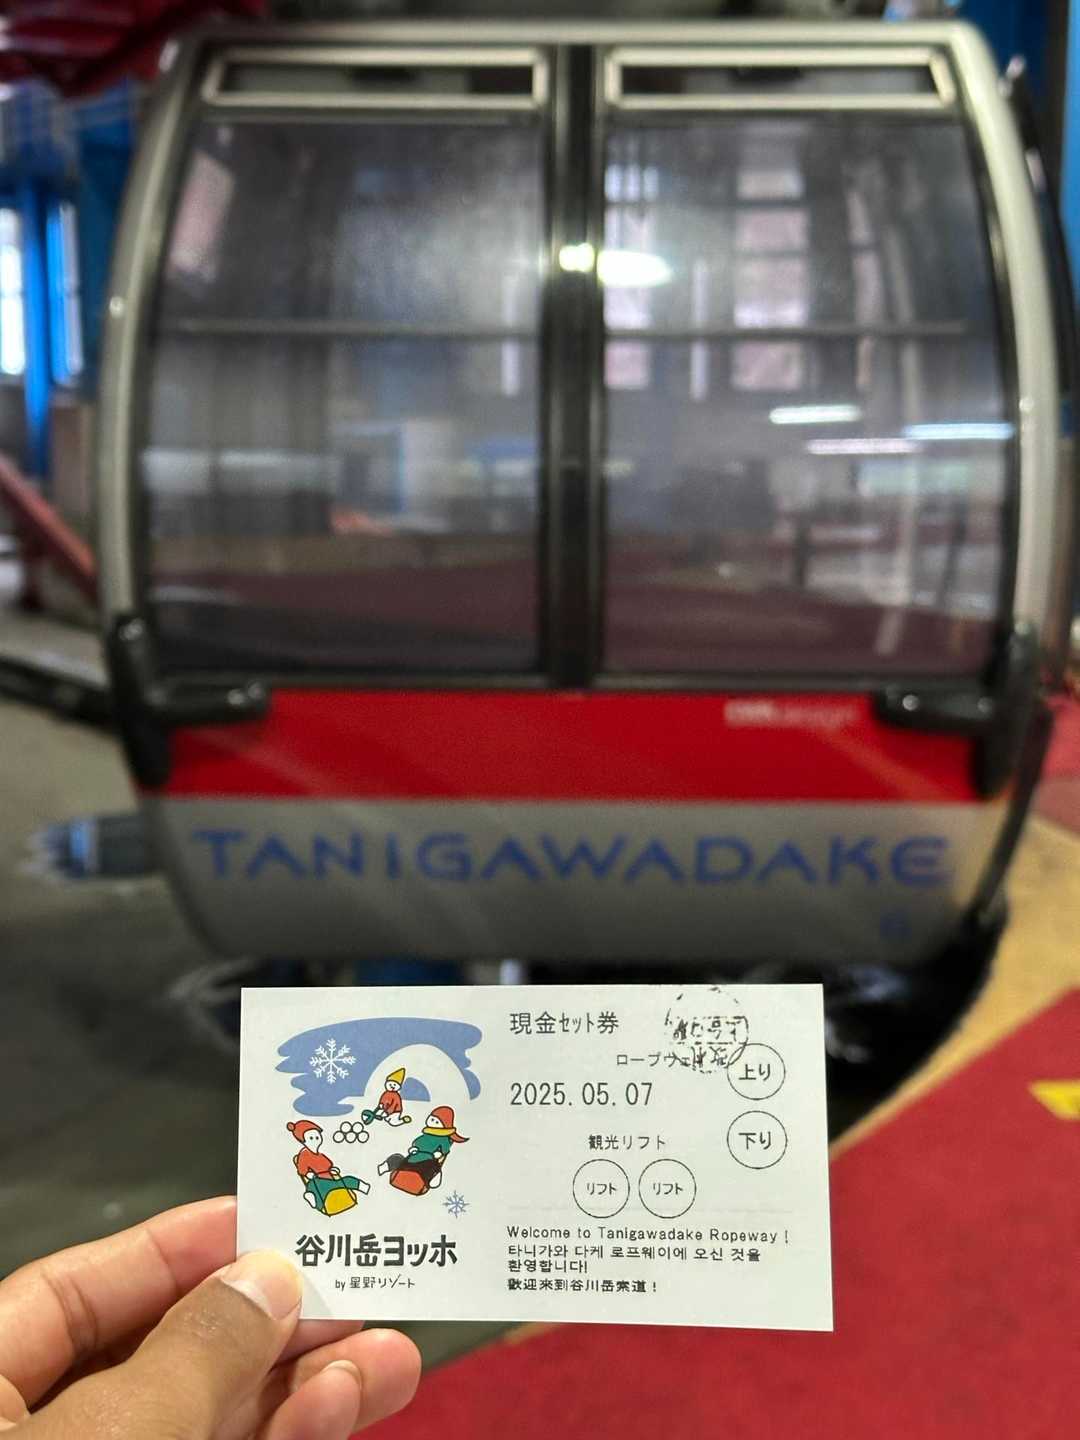 TANIGAWADAKE
6
現金セット券
ロープウェイ
上り
2025.05.07
下り
観光リフト
リフト リフト
谷川岳ヨッホ
by 星野リゾート
Welcome to Tanigawadake Ropeway !
타니가와 다케 로프웨이에 오신 것을
환영합니다!
歡迎來到谷川岳索道 !